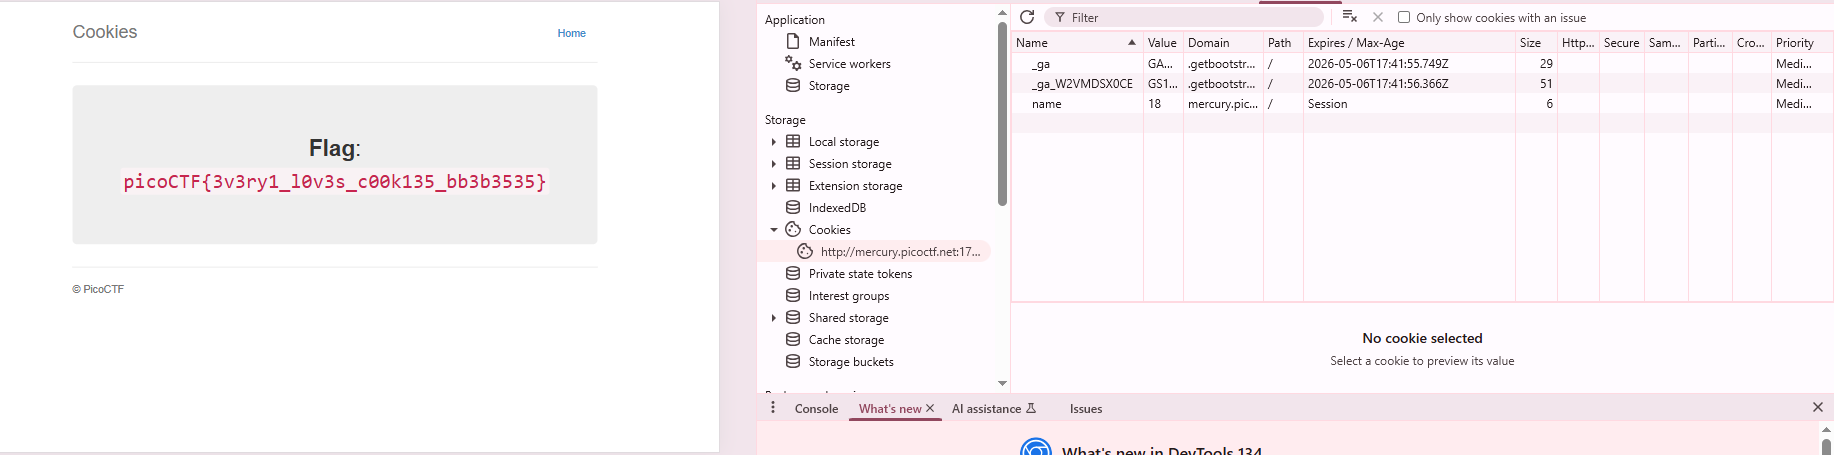 Cookies
Home
Flag:
picoCTF{3v3ry1_l0v3s_c00k135_bb3b3535}
© PicoCTF
Application
Manifest
Service workers
Storage
Storage
Local storage
Session storage
Extension storage
IndexedDB
Cookies
http://mercury.picoctf.net:17...
Private state tokens
Interest groups
Shared storage
Cache storage
Storage buckets
Filter
Only show cookies with an issue
Name Value Domain Path Expires / Max-Age Size Http... Secure Sam... Parti... Cro... Priority
_ga GA... .getbootstr... / 2026-05-06T17:41:55.749Z 29 Medi...
_ga_W2VMDSX0CE GS1... .getbootstr... / 2026-05-06T17:41:56.366Z 51 Medi...
name 18 mercury.pic... / Session 6 Medi...
No cookie selected
Select a cookie to preview its value
Console What's new AI assistance Issues
What's new in DevTools 134